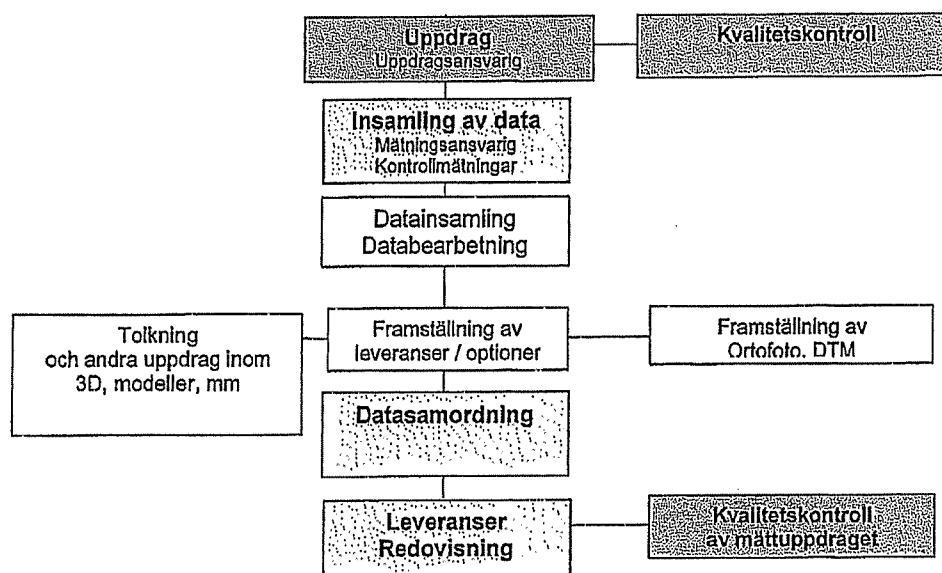 Uppdrag
Uppdragsansvarig
Kvalitetskontroll
Insamling av data
Mätningsansvarig
Kontrollmätningar
Datainsamling
Databearbetning
Tolkning
och andra uppdrag inom
3D, modeller, mm
Framställning av
leveranser / optioner
Framställning av
Ortofoto, DTM
Datasamordning
Leveranser
Redovisning
Kvalitetskontroll
av mättuppdraget